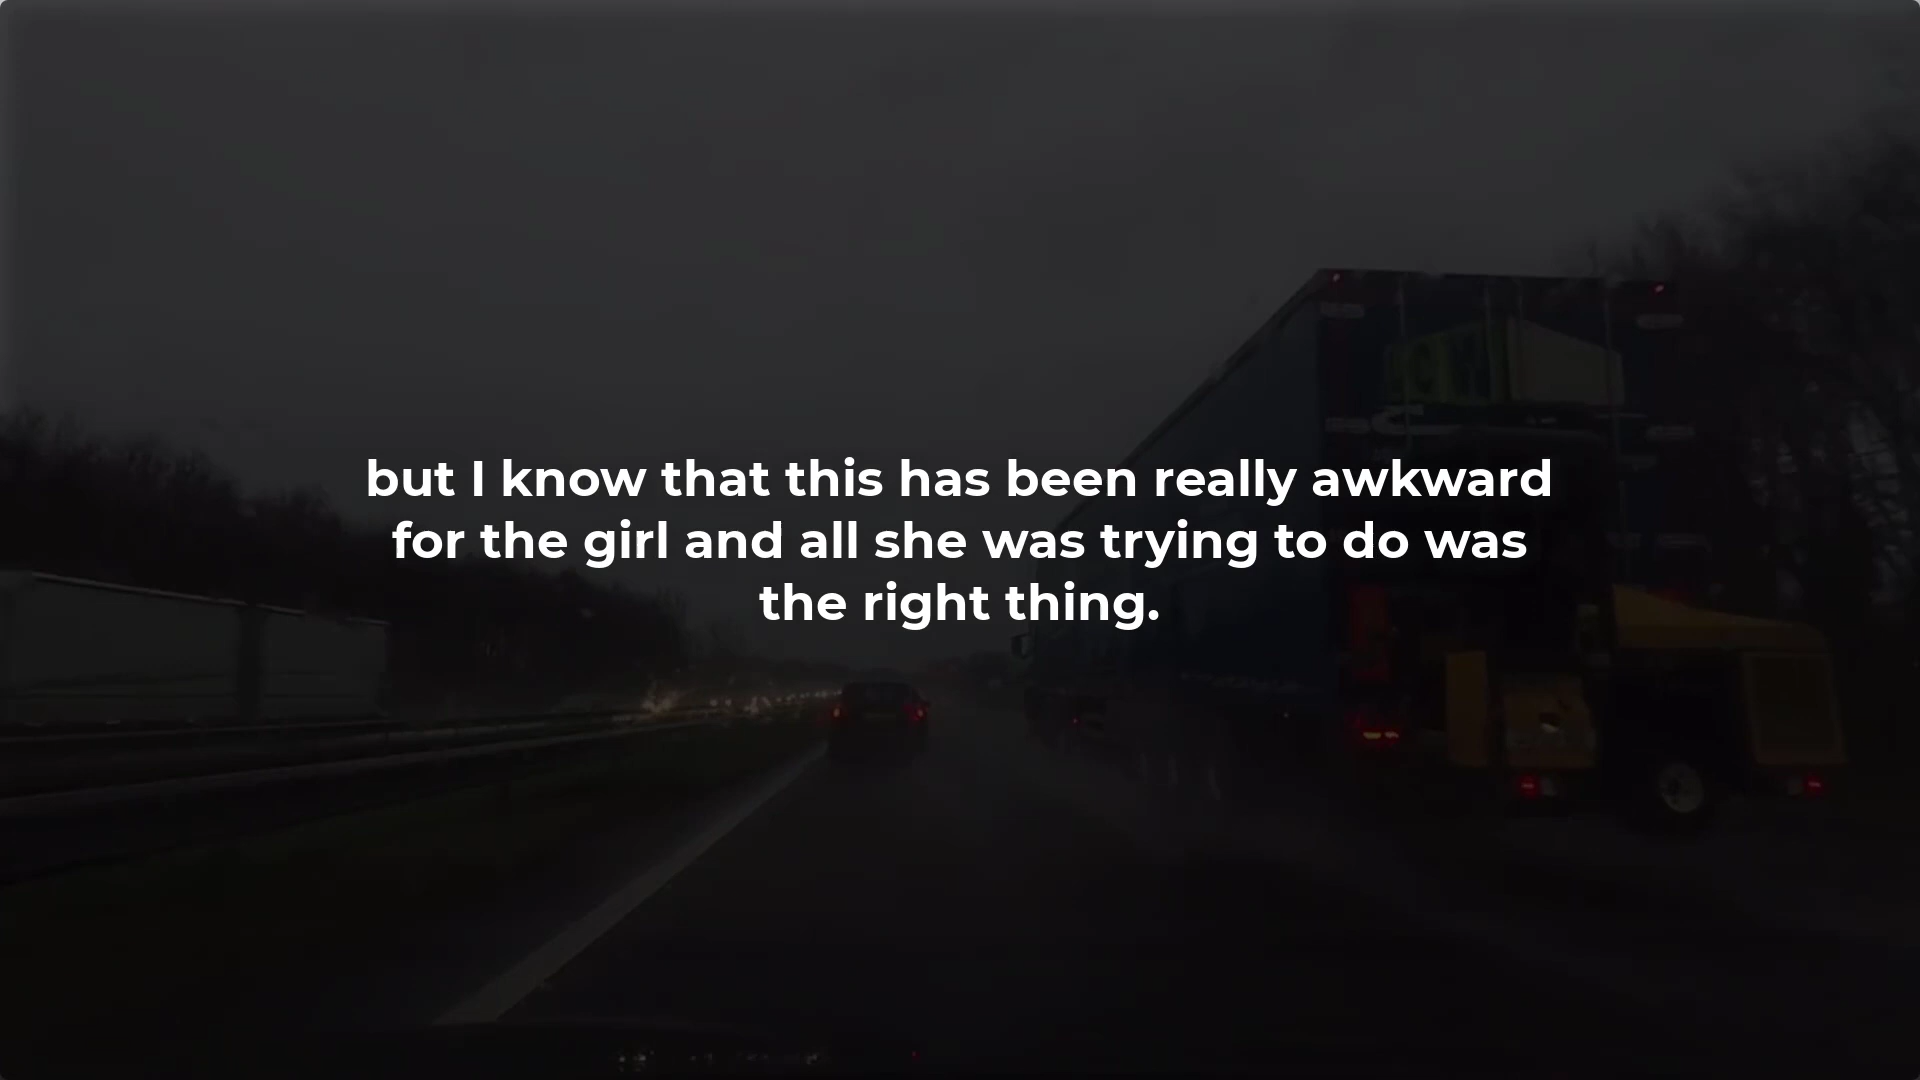 but I know that this has been really awkward
for the girl and all she was trying to do was
the right thing.